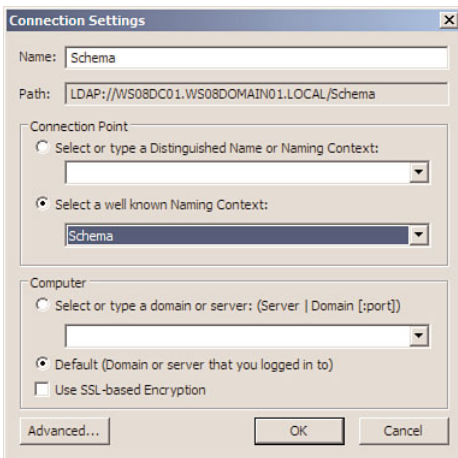 Connection Settings
Name: Schema
Path: LDAP://WS08DC01.WS08DOMAIN01.LOCAL/Schema
Connection Point
Select or type a Distinguished Name or Naming Context:
Select a well known Naming Context:
Schema
Computer
Select or type a domain or server: (Server | Domain [:port])
Default (Domain or server that you logged in to)
Use SSL-based Encryption
Advanced... OK Cancel